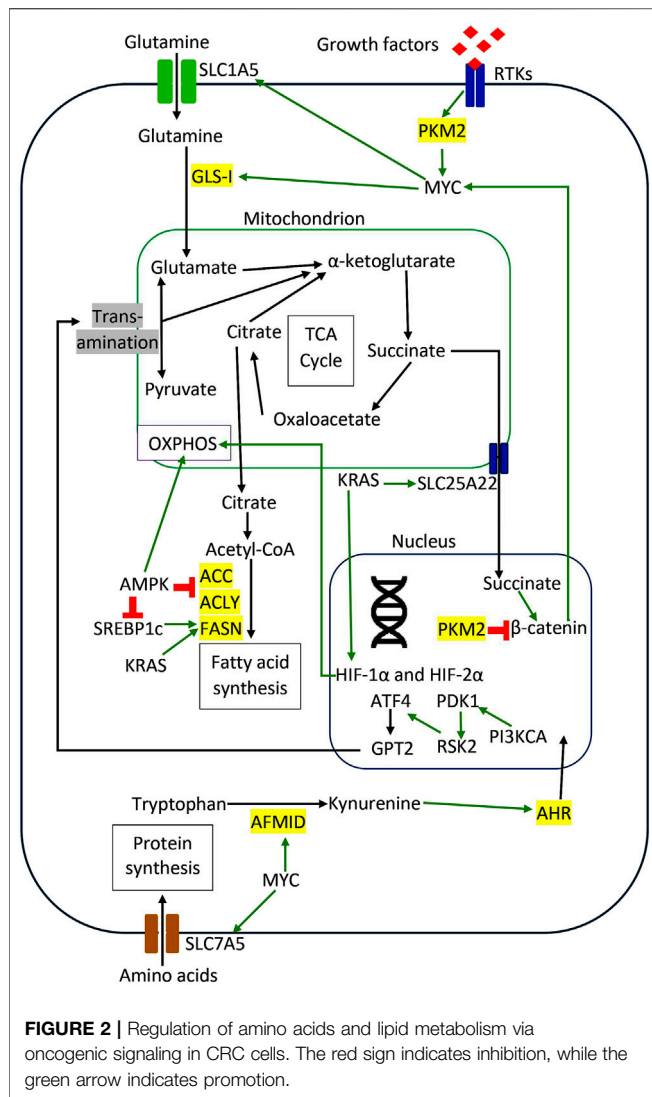 Glutamine
Growth factors
SLC1A5
RTKs
Glutamine
PKM2
GLS-I
MYC
Mitochondrion
Glutamate
α-ketoglutarate
Trans-
amination
Citrate
TCA
Cycle
Succinate
Pyruvate
Oxaloacetate
OXPHOS
KRAS
SLC25A22
Citrate
Nucleus
Acetyl-CoA
AMPK
ACC
Succinate
ACLY
SREBP1c
FASN
PKM2
β-catenin
KRAS
Fatty acid
synthesis
HIF-1α and HIF-2α
ATF4
PDK1
GPT2
RSK2
PI3KCA
Tryptophan
Kynurenine
AFMID
AHR
Protein
synthesis
MYC
SLC7A5
Amino acids
FIGURE 2 | Regulation of amino acids and lipid metabolism via
oncogenic signaling in CRC cells. The red sign indicates inhibition, while the
green arrow indicates promotion.